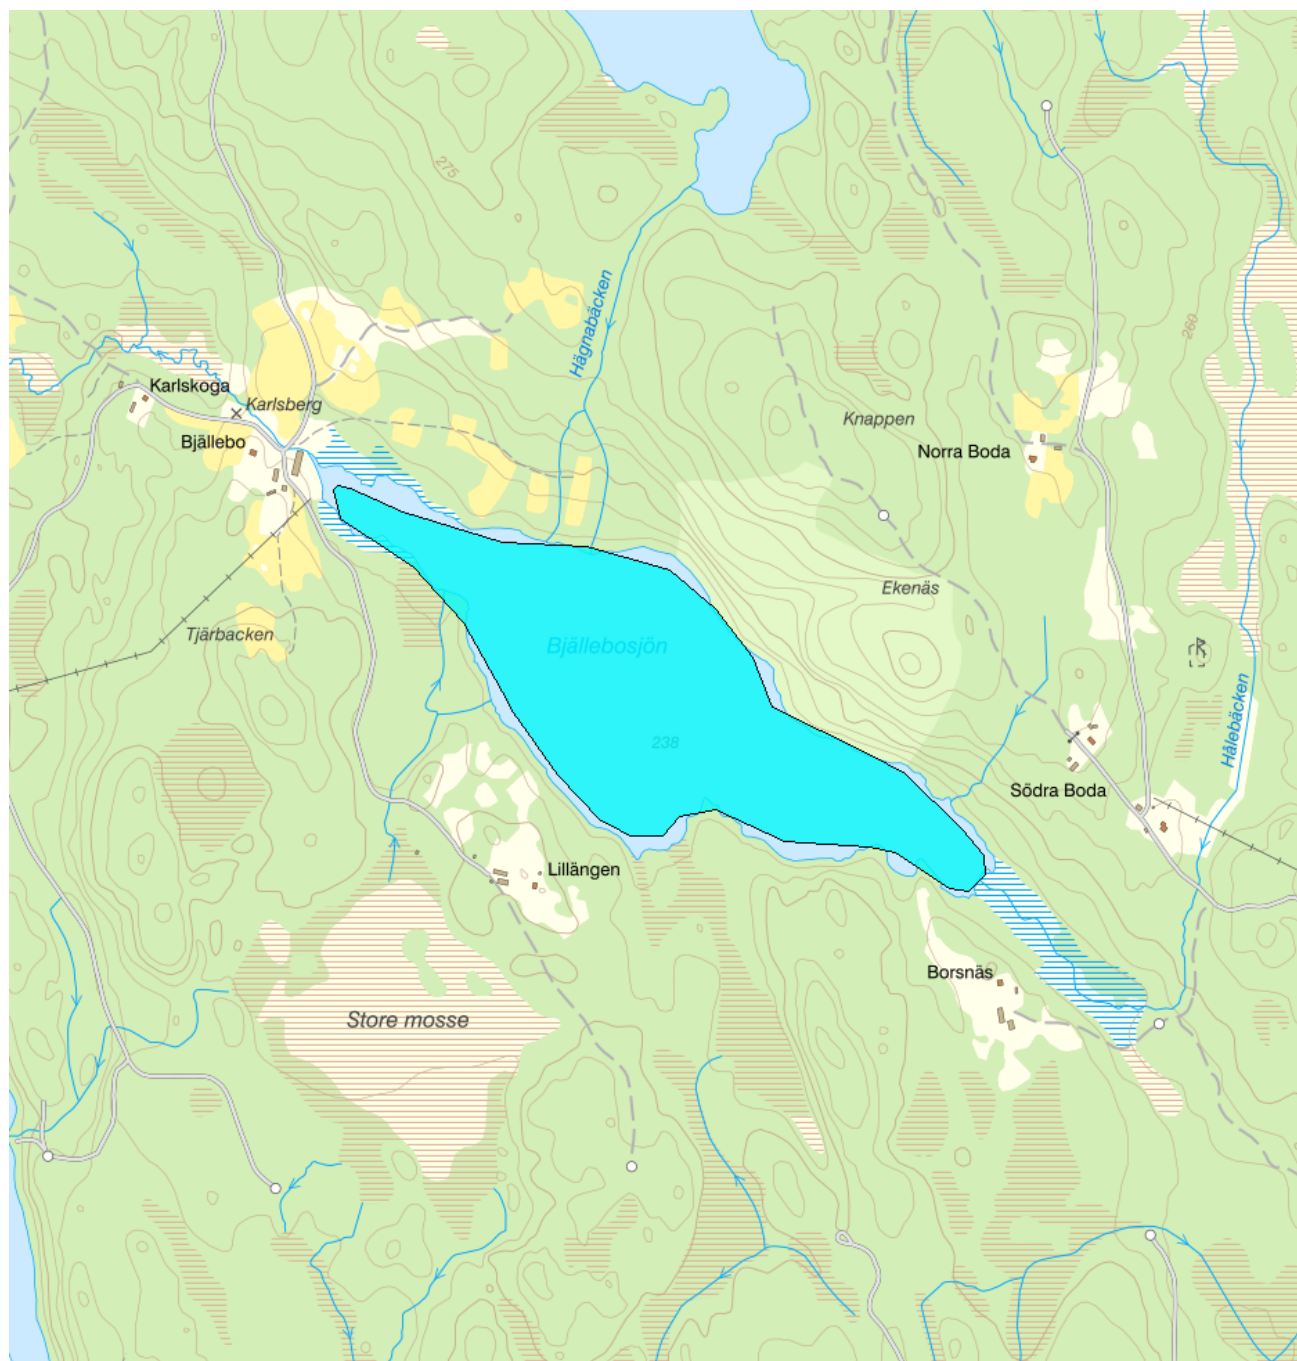 275
Hägnabäcken
260
Karlskoga
Karlsberg
Knappen
Bjällebo
Norra Boda
Ekenäs
Tjärbacken
Bjällebosjön
Hålebäcken
238
Södra Boda
Lillängen
Borsnäs
Store mosse